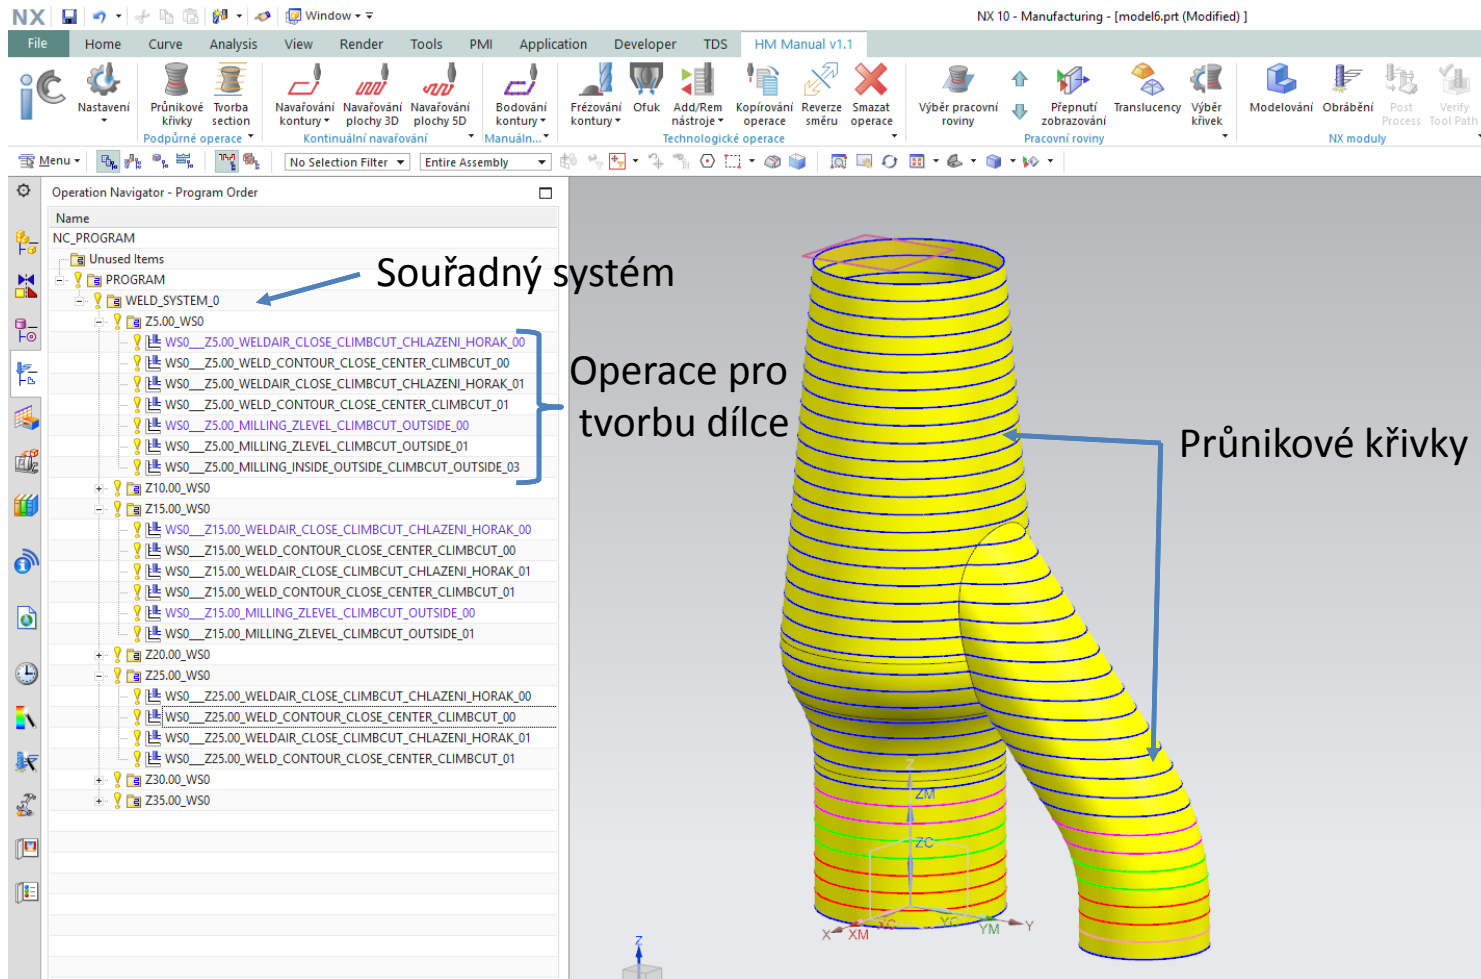 NX Window NX 10 - Manufacturing - [model6.prt (Modified) ]
File Home Curve Analysis View Render Tools PMI Application Developer TDS HM Manual v1.1
Nastavení Průnikové křivky Tvorba section Navařování kontury Navařování plochy 3D Navařování plochy 5D Bodování kontury Frézování kontury Ofuk Add/Rem nástroje Kopírování operace Reverze směru Smazat operace Výběr pracovní roviny Přepnutí zobrazování Translucency Výběr křivek Modelování Obrábění Post Process Verify Tool Path
Podpůrné operace Kontinuální navařování Manuáln... Technologické operace Pracovní roviny NX moduly
Menu No Selection Filter Entire Assembly
Operation Navigator - Program Order
Name
NC_PROGRAM
Unused Items
PROGRAM
Souřadný systém
WELD_SYSTEM_0
Z5.00_WS0
WS0__Z5.00_WELDAIR_CLOSE_CLIMBCUT_CHLAZENI_HORAK_00
WS0__Z5.00_WELD_CONTOUR_CLOSE_CENTER_CLIMBCUT_00
WS0__Z5.00_WELDAIR_CLOSE_CLIMBCUT_CHLAZENI_HORAK_01
WS0__Z5.00_WELD_CONTOUR_CLOSE_CENTER_CLIMBCUT_01
WS0__Z5.00_MILLING_ZLEVEL_CLIMBCUT_OUTSIDE_00
WS0__Z5.00_MILLING_ZLEVEL_CLIMBCUT_OUTSIDE_01
WS0__Z5.00_MILLING_INSIDE_OUTSIDE_CLIMBCUT_OUTSIDE_03
Operace pro
tvorbu dílce
Průnikové křivky
Z10.00_WS0
Z15.00_WS0
WS0__Z15.00_WELDAIR_CLOSE_CLIMBCUT_CHLAZENI_HORAK_00
WS0__Z15.00_WELD_CONTOUR_CLOSE_CENTER_CLIMBCUT_00
WS0__Z15.00_WELDAIR_CLOSE_CLIMBCUT_CHLAZENI_HORAK_01
WS0__Z15.00_WELD_CONTOUR_CLOSE_CENTER_CLIMBCUT_01
WS0__Z15.00_MILLING_ZLEVEL_CLIMBCUT_OUTSIDE_00
WS0__Z15.00_MILLING_ZLEVEL_CLIMBCUT_OUTSIDE_01
Z20.00_WS0
Z25.00_WS0
WS0__Z25.00_WELDAIR_CLOSE_CLIMBCUT_CHLAZENI_HORAK_00
WS0__Z25.00_WELD_CONTOUR_CLOSE_CENTER_CLIMBCUT_00
WS0__Z25.00_WELDAIR_CLOSE_CLIMBCUT_CHLAZENI_HORAK_01
WS0__Z25.00_WELD_CONTOUR_CLOSE_CENTER_CLIMBCUT_01
Z30.00_WS0
Z35.00_WS0
Z
ZM
ZC
X XM XC YC YM Y
Z